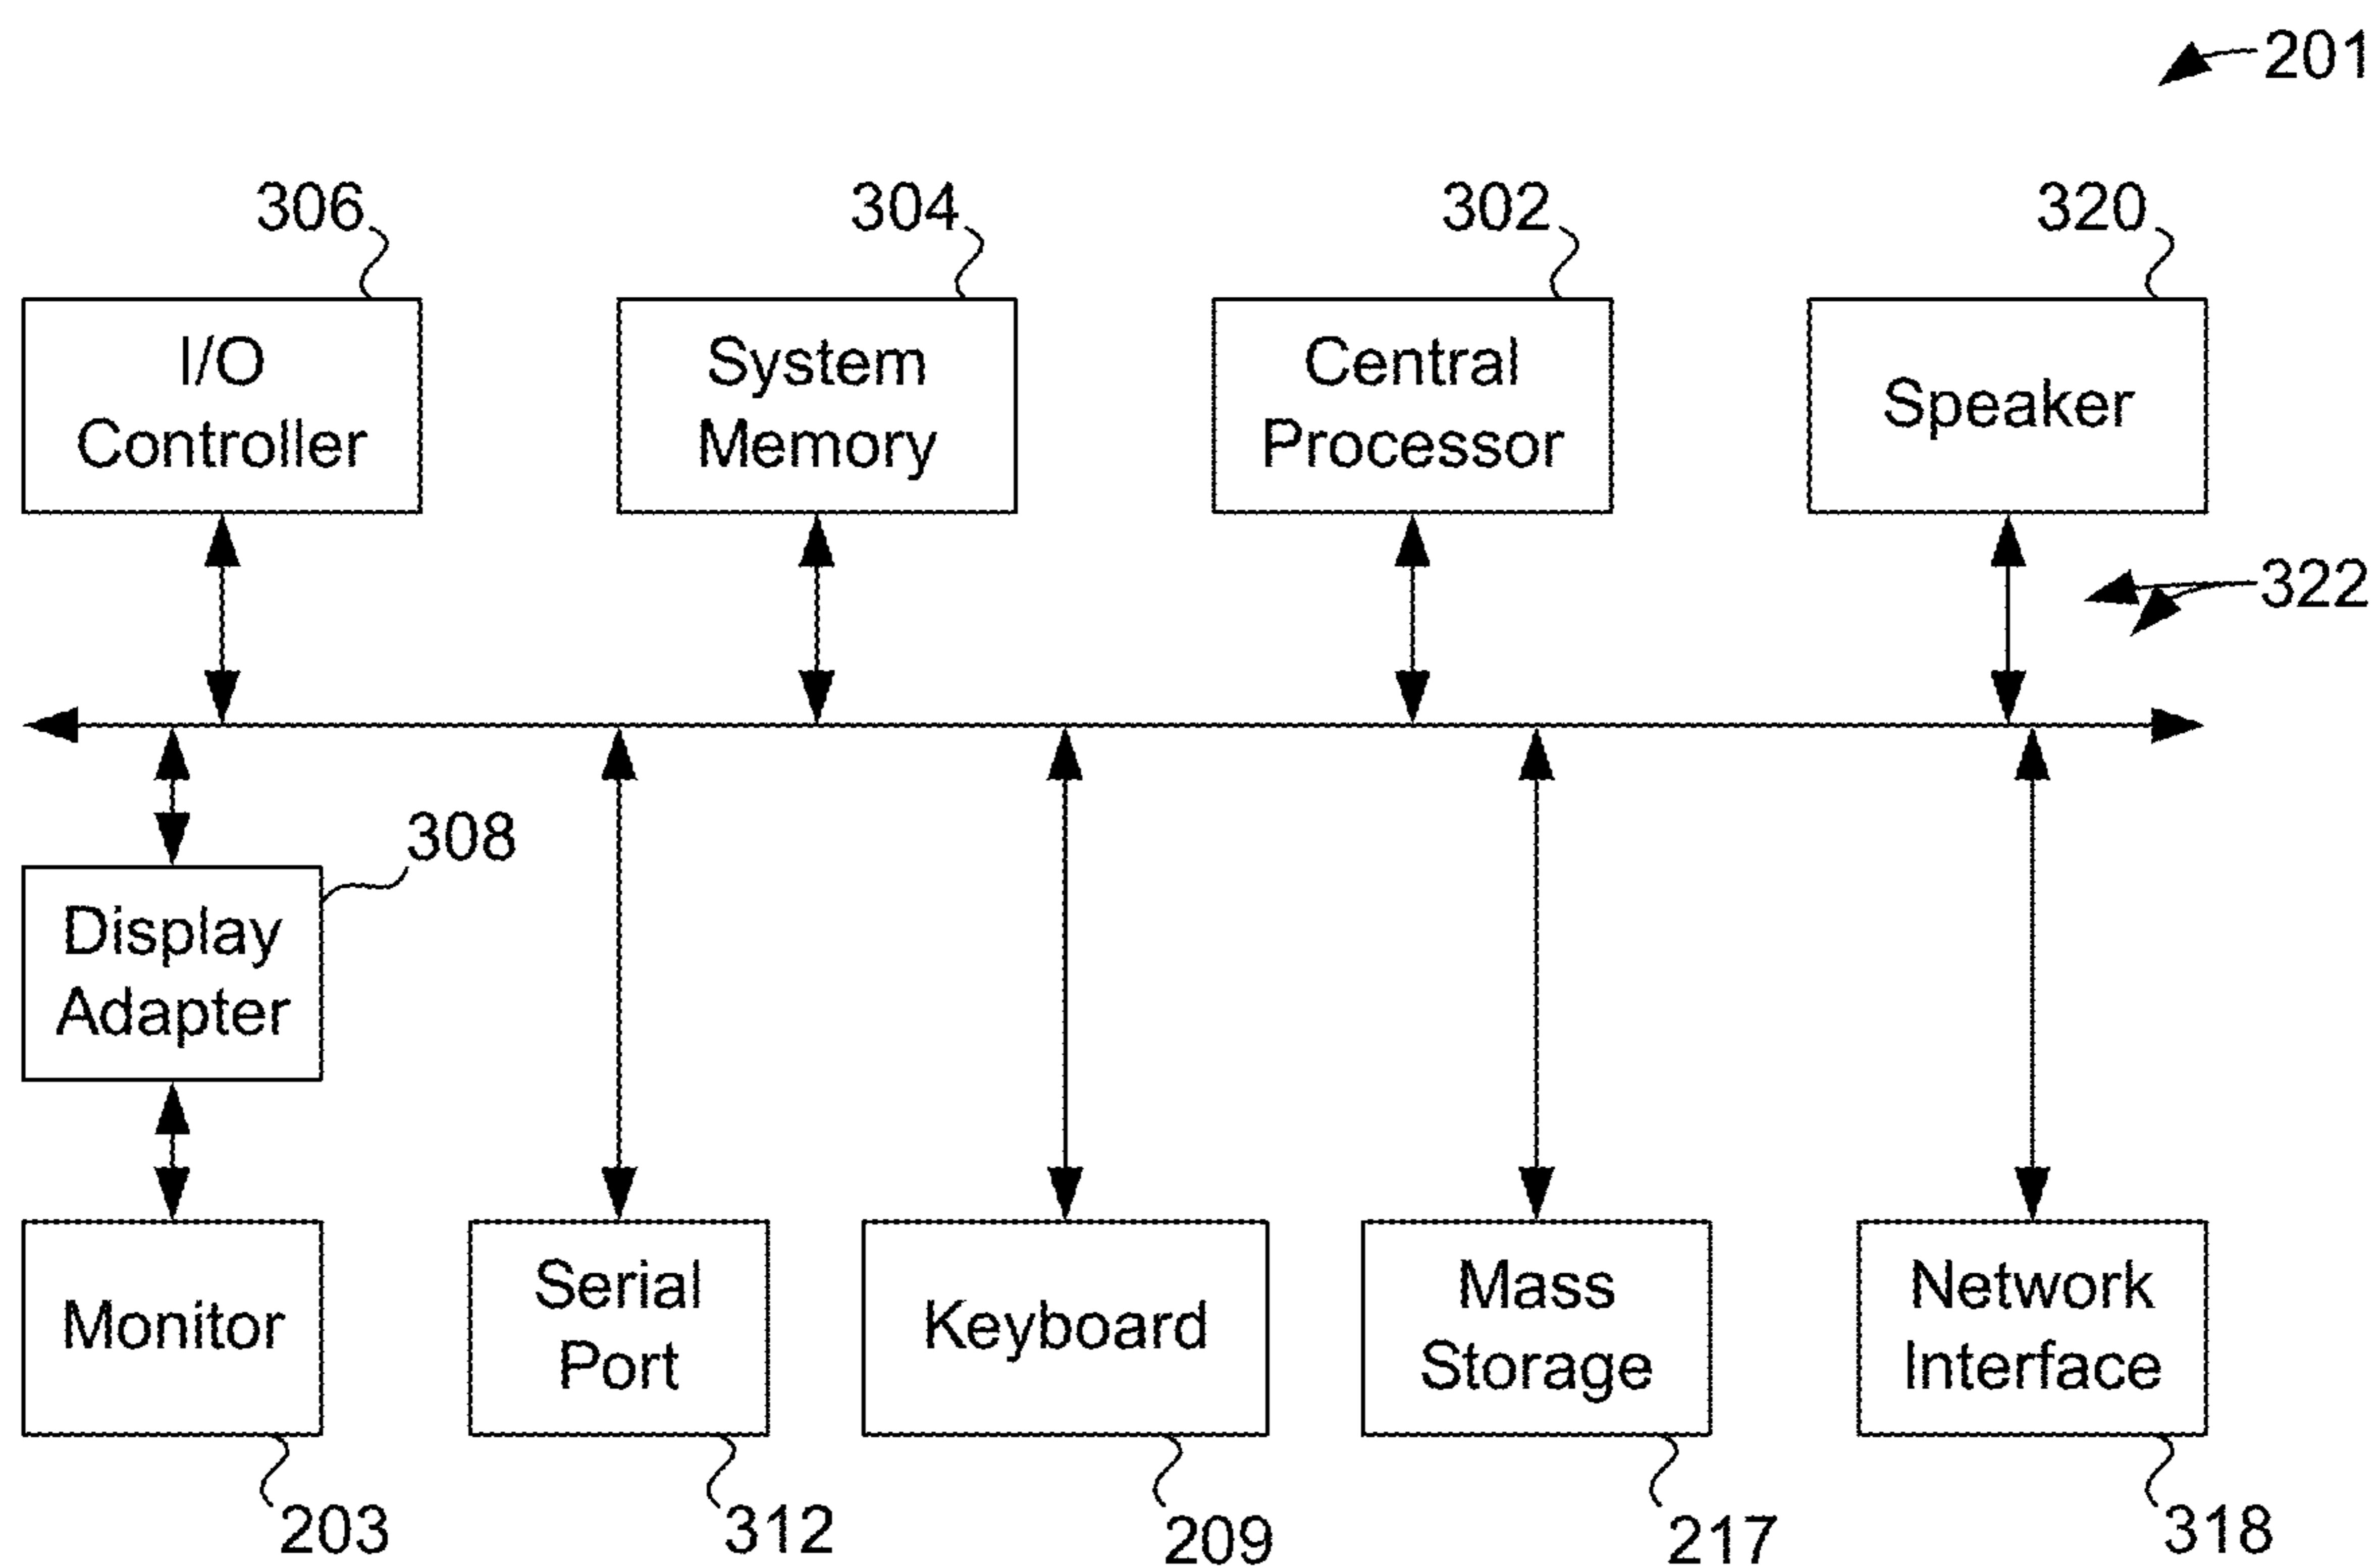 201
306
304
302
320
I/O
Controller
System
Memory
Central
Processor
Speaker
322
308
Display
Adapter
Monitor
Serial
Port
Keyboard
Mass
Storage
Network
Interface
203
312
209
217
318